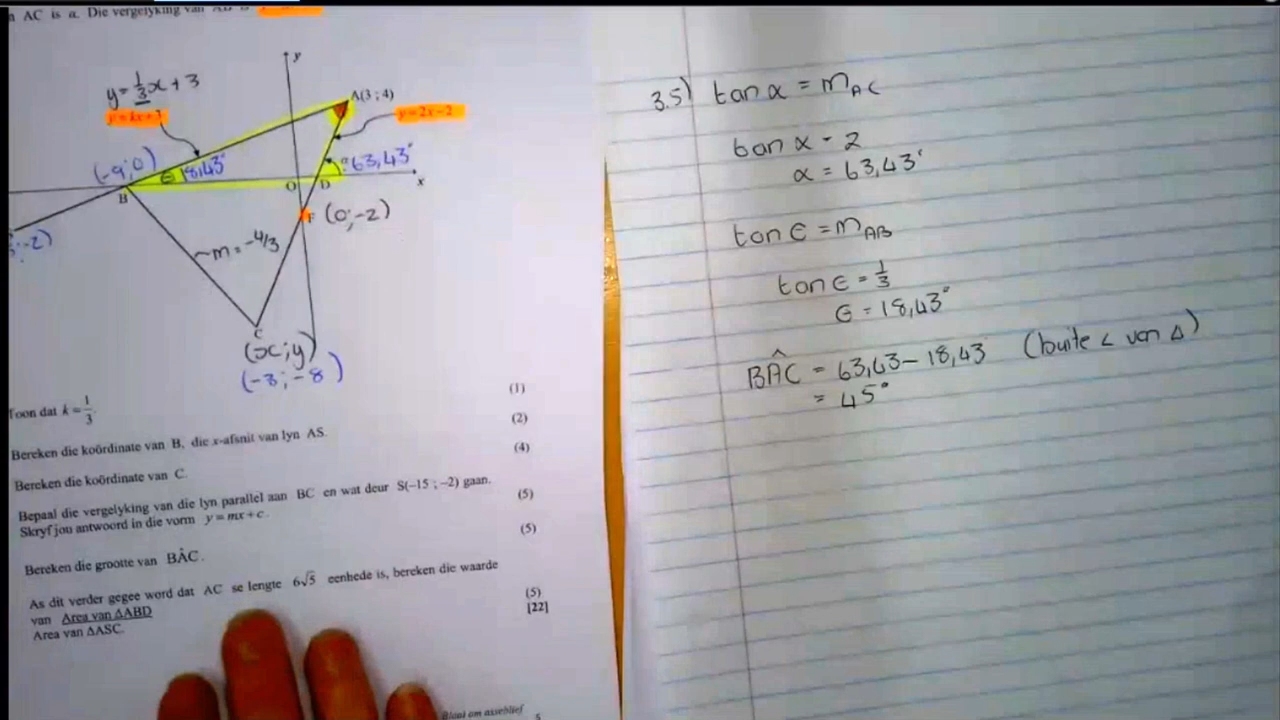 AC is α. Die vergelyking van AB is
y
y = 1/3 x + 3
A(3 ; 4)
y = kx + 3
y = 2x − 2
(-9;0)
ϵ 18,43°
α 63,43°
B
O
D
x
F (0;-2)
;-2)
m = -4/3
C
(x;y)
(-3;-8)
Toon dat k = 1/3. (1)
Bereken die koördinate van B, die x-afsnit van lyn AS. (2)
Bereken die koördinate van C. (4)
Bepaal die vergelyking van die lyn parallel aan BC en wat deur S(−15 ; −2) gaan.
Skryf jou antwoord in die vorm y = mx + c. (5)
Bereken die grootte van BÂC. (5)
As dit verder gegee word dat AC se lengte 6√5 eenhede is, bereken die waarde
van Area van ΔABD (5)
Area van ΔASC. [22]
Blaai om asseblief
3.5) tan α = mAC
tan α = 2
α = 63,43°
tan ϵ = mAB
tan ϵ = 1/3
ϵ = 18,43°
BÂC = 63,43 − 18,43 (buite ∠ van Δ)
= 45°